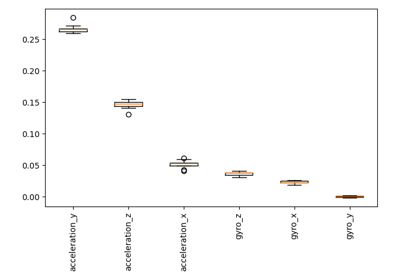 0.25
0.20
0.15
0.10
0.05
0.00
acceleration_y
acceleration_z
acceleration_x
gyro_z
gyro_x
gyro_y